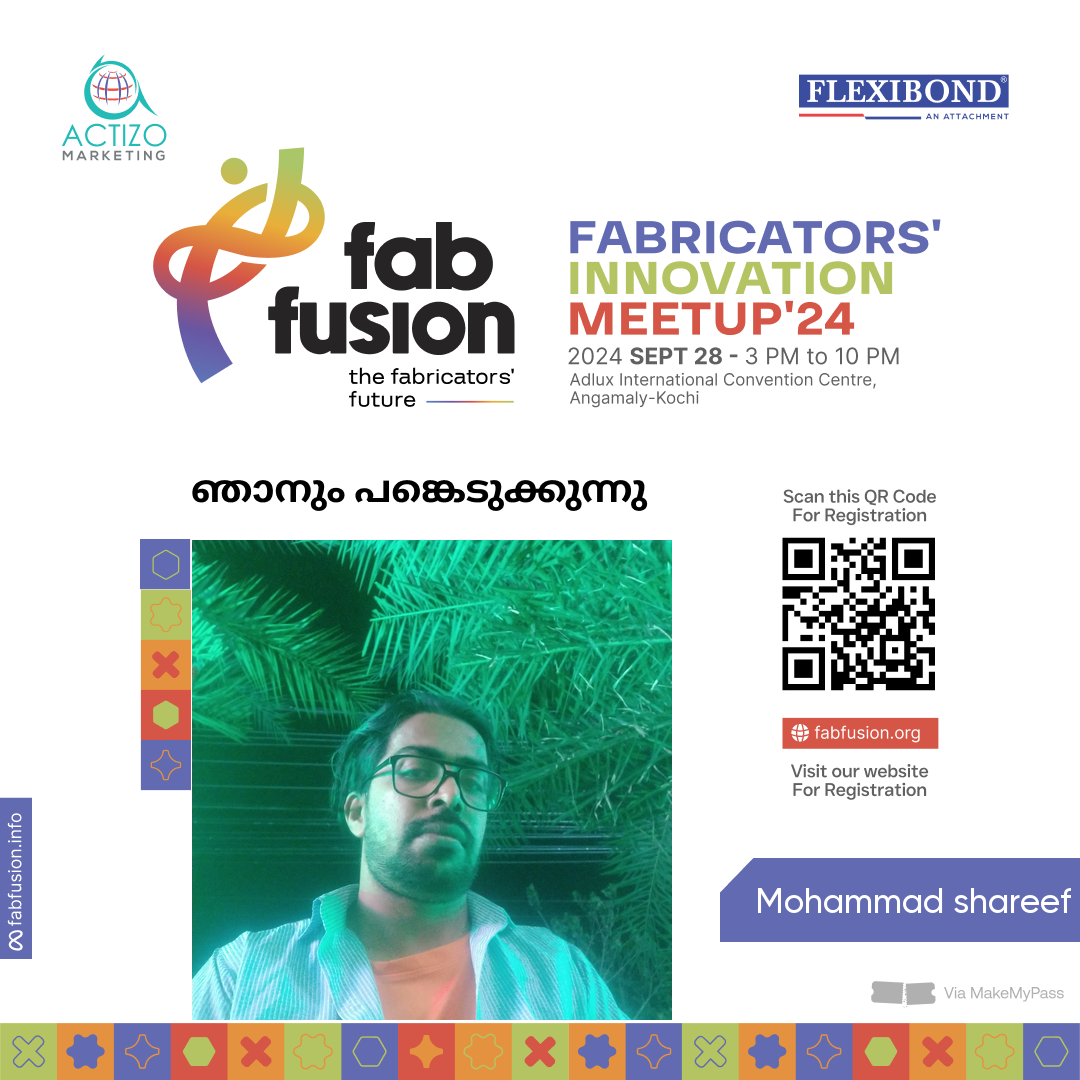 ACTIZO
MARKETING
FLEXIBOND®
AN ATTACHMENT
fab
fusion
the fabricators'
future
FABRICATORS'
INNOVATION
MEETUP'24
2024 SEPT 28 - 3 PM to 10 PM
Adlux International Convention Centre,
Angamaly-Kochi
ഞാനും പങ്കെടുക്കുന്നു
Scan this QR Code
For Registration
fabfusion.org
Visit our website
For Registration
fabfusion.info
Mohammad shareef
Via MakeMyPass